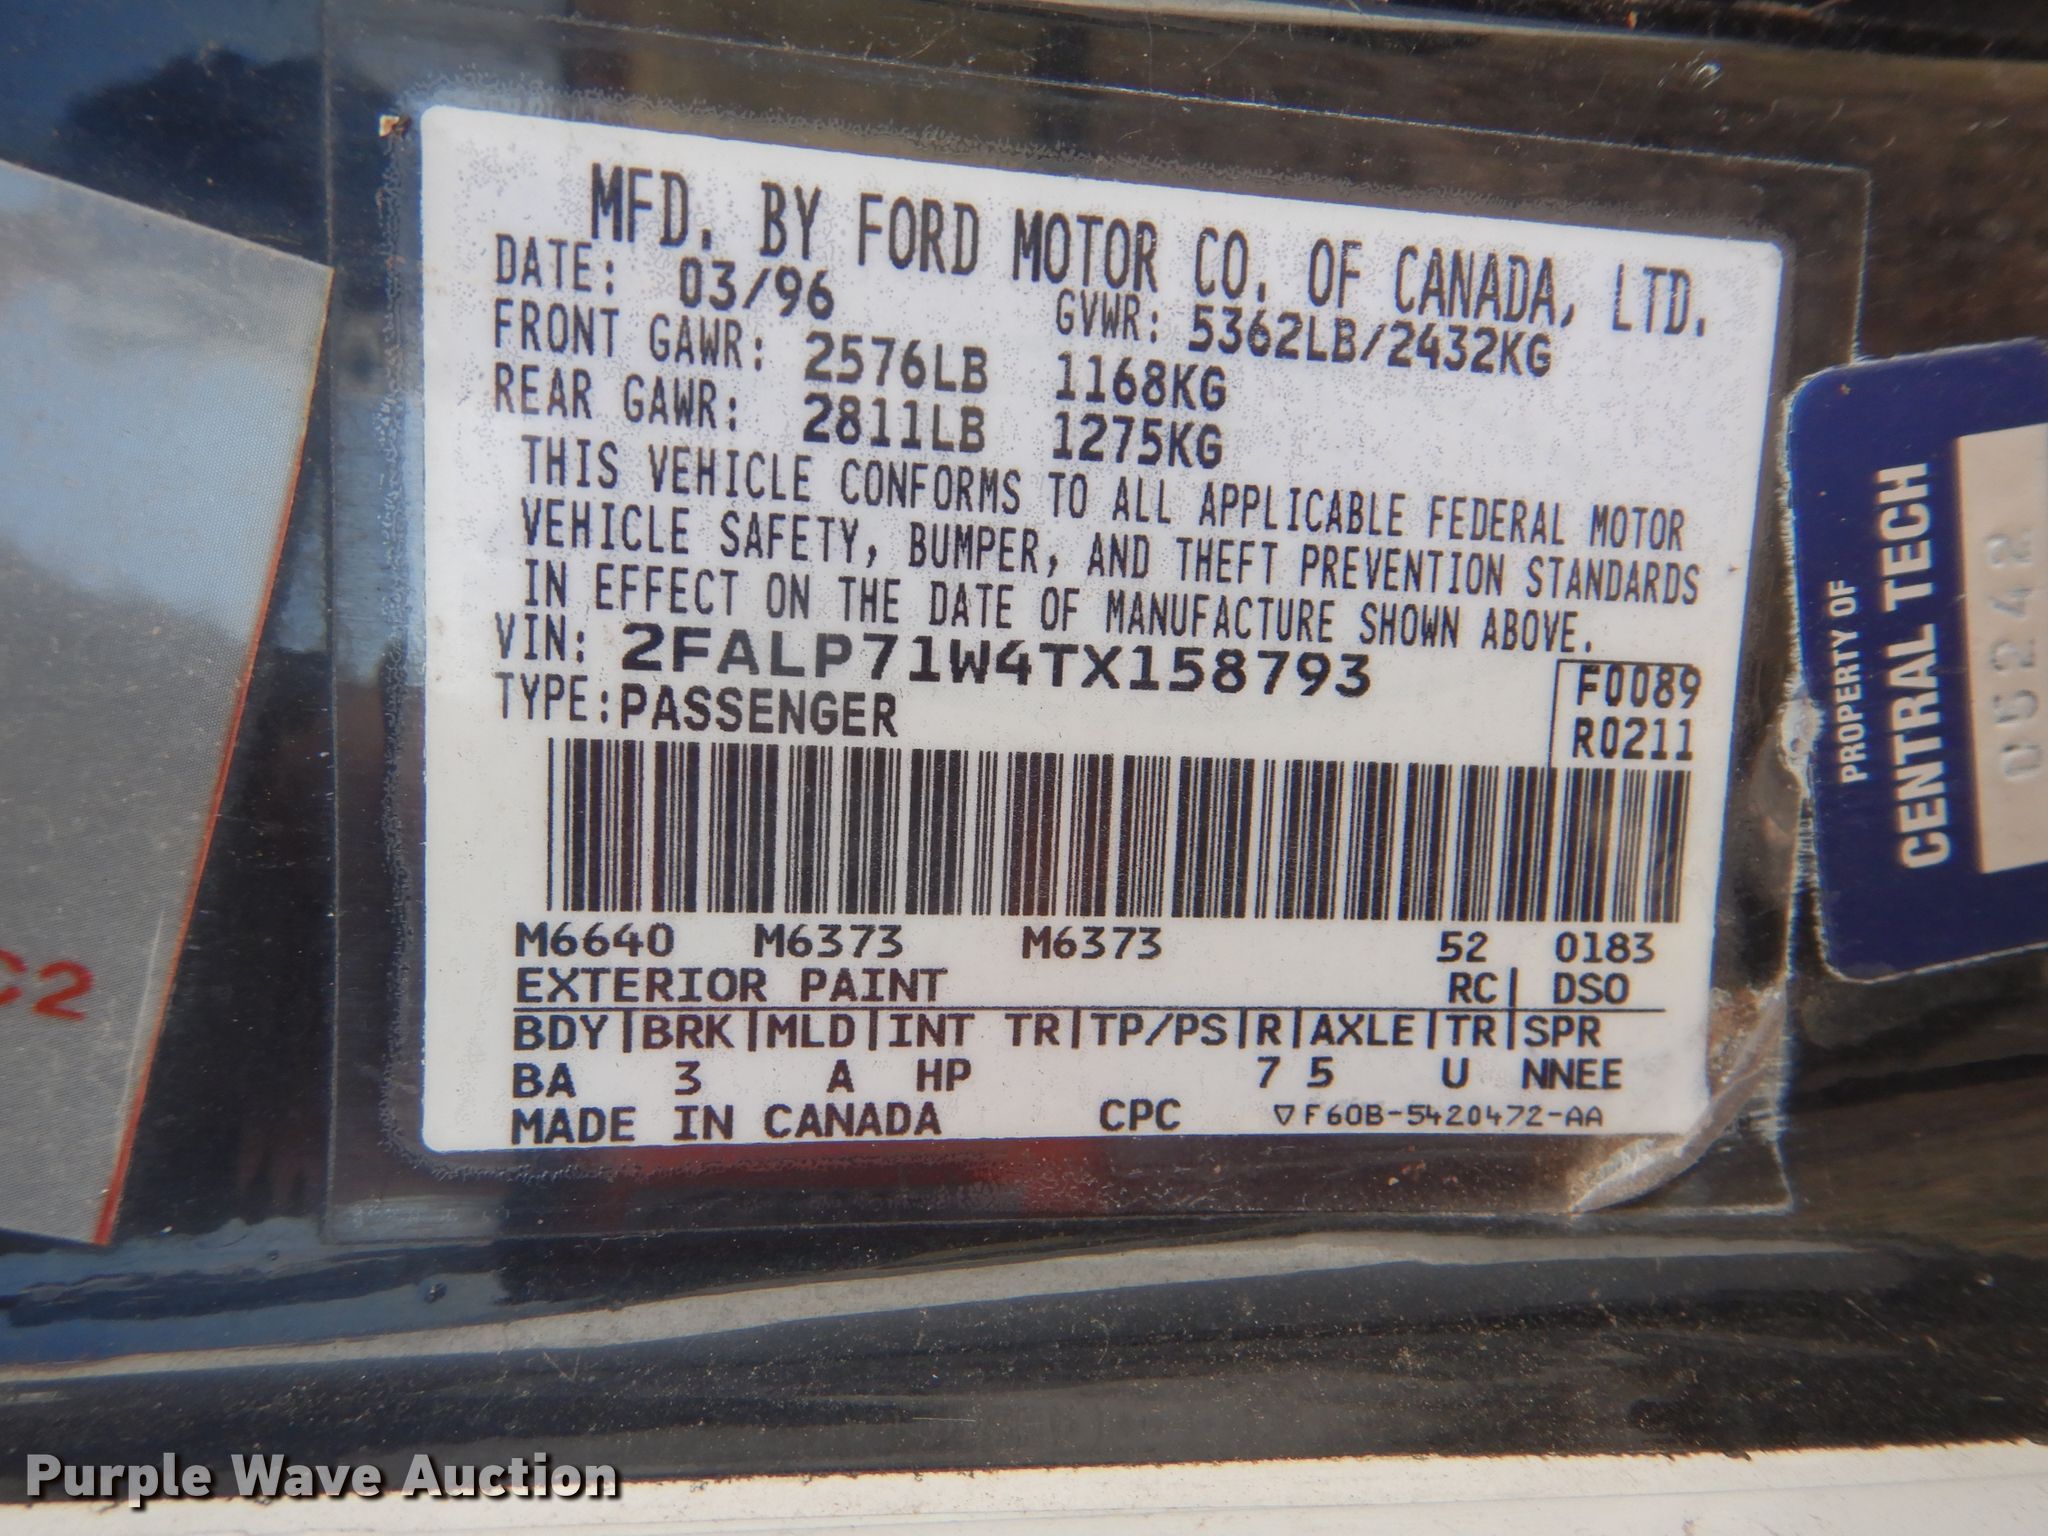 MFD. BY FORD MOTOR CO. OF CANADA, LTD.
DATE: 03/96 GVWR: 5362LB/2432KG
FRONT GAWR: 2576LB 1168KG
REAR GAWR: 2811LB 1275KG
THIS VEHICLE CONFORMS TO ALL APPLICABLE FEDERAL MOTOR
VEHICLE SAFETY, BUMPER, AND THEFT PREVENTION STANDARDS
IN EFFECT ON THE DATE OF MANUFACTURE SHOWN ABOVE.
VIN: 2FALP71W4TX158793
TYPE: PASSENGER
F0089
R0211
M6640 M6373 M6373 52 0183
EXTERIOR PAINT RC| DSO
BDY|BRK|MLD|INT TR|TP/PS|R|AXLE|TR|SPR
BA 3 A HP 7 5 U NNEE
MADE IN CANADA CPC ▽F60B-5420472-AA
PROPERTY OF
CENTRAL TECH
05242
C2
Purple Wave Auction